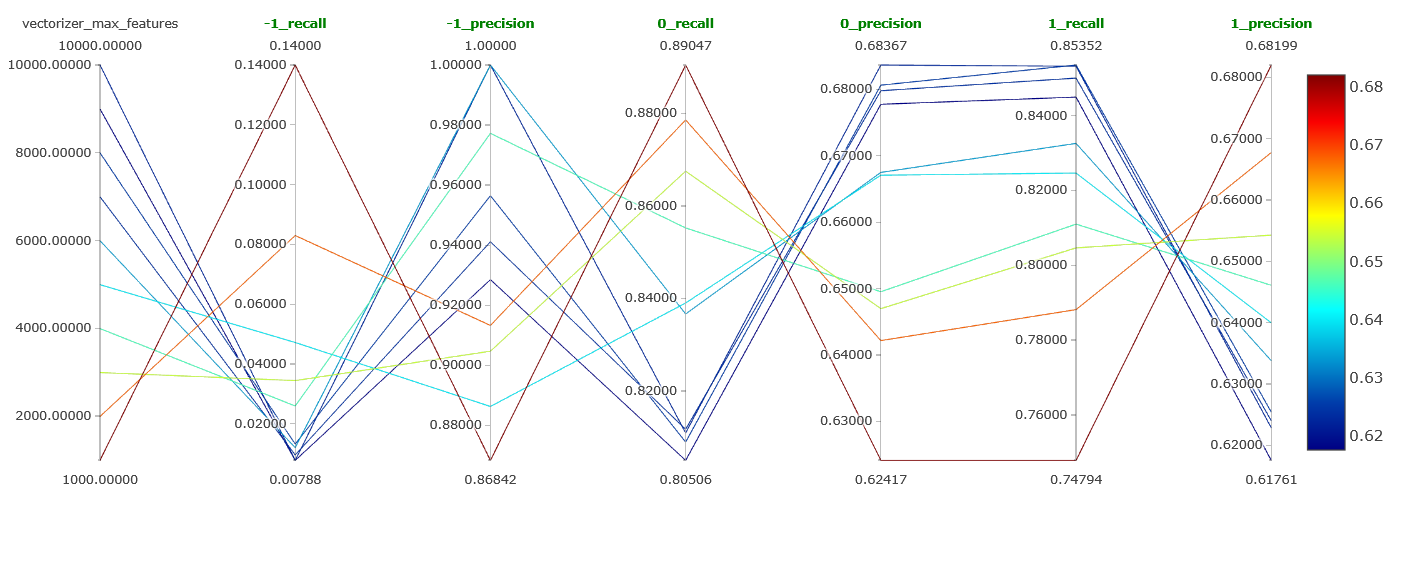 vectorizer_max_features -1_recall -1_precision 0_recall 0_precision 1_recall 1_precision
10000.00000 0.14000 1.00000 0.89047 0.68367 0.85352 0.68199
10000.00000 0.14000 1.00000
0.68000 0.68
0.88000 0.68000
0.84000
0.12000 0.98000
0.67000 0.67
8000.00000 0.67000
0.10000 0.96000 0.82000
0.86000 0.66000 0.66
0.66000
6000.00000 0.08000 0.94000
0.80000 0.65000 0.65
0.65000
0.84000
0.06000 0.92000
4000.00000 0.64000 0.64
0.78000
0.64000
0.04000 0.90000
0.63000 0.63
0.82000
2000.00000 0.76000
0.02000 0.88000 0.63000
0.62000 0.62
1000.00000 0.00788 0.86842 0.80506 0.62417 0.74794 0.61761